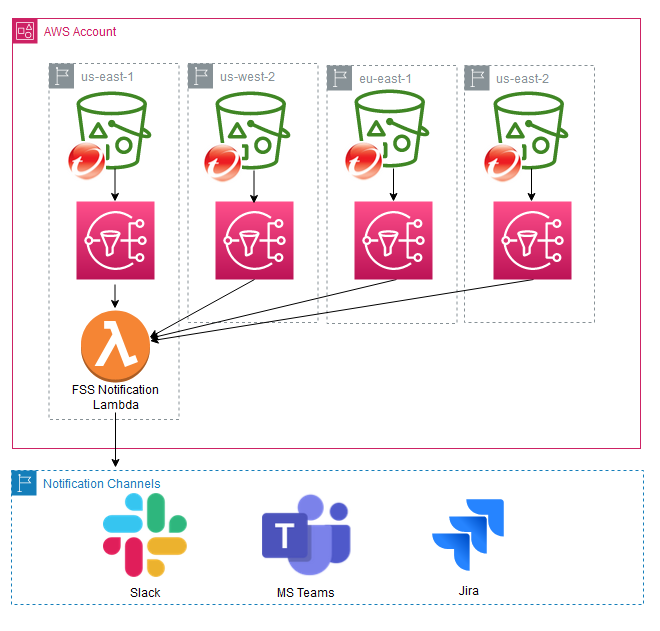 AWS Account
us-east-1
us-west-2
eu-east-1
us-east-2
FSS Notification
Lambda
Notification Channels
T
Slack
MS Teams
Jira